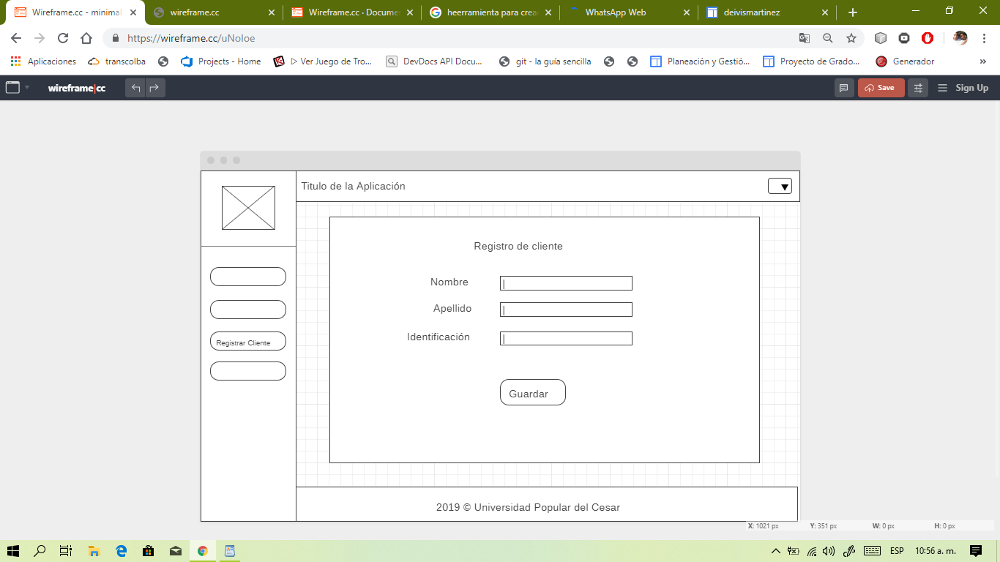 Wireframe.cc - minimal
wireframe.cc
Wireframe.cc · Docume
heerramienta para crea
WhatsApp Web
deivismartinez
https://wireframe.cc/uNoloe
Aplicaciones
transcolba
Projects - Home
▷ Ver Juego de Tro...
DevDocs API Docu...
git - la guía sencilla
Planeación y Gestió...
Proyecto de Grado...
Generador
»
wireframe|cc
Save
Sign Up
Titulo de la Aplicación
Registro de cliente
Nombre
Apellido
Identificación
Registrar Cliente
Guardar
2019 © Universidad Popular del Cesar
X: 1021 px Y: 351 px W: 0 px H: 0 px
ESP
10:56 a. m.